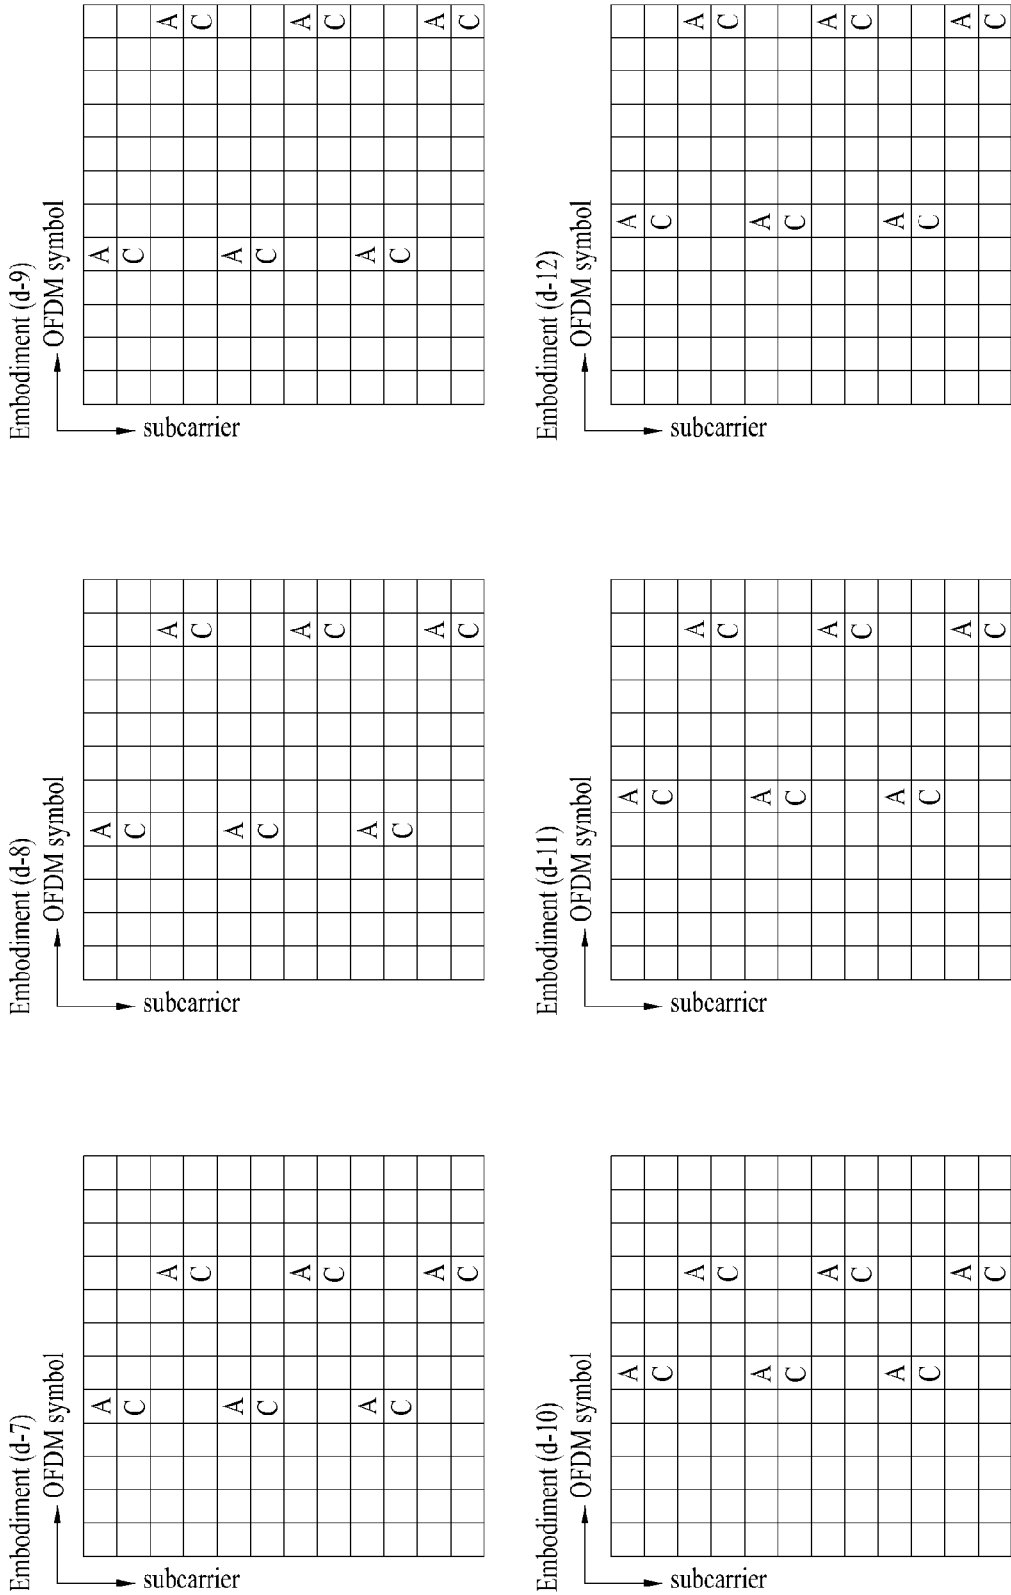 Embodiment (d-7)
OFDM symbol
subcarrier
A
C
A
C
A
C
A
C
A
C
A
C
Embodiment (d-8)
OFDM symbol
subcarrier
A
C
A
C
A
C
A
C
A
C
A
C
Embodiment (d-9)
OFDM symbol
subcarrier
A
C
A
C
A
C
A
C
A
C
A
C
Embodiment (d-10)
OFDM symbol
subcarrier
A
C
A
C
A
C
A
C
A
C
A
C
Embodiment (d-11)
OFDM symbol
subcarrier
A
C
A
C
A
C
A
C
A
C
A
C
Embodiment (d-12)
OFDM symbol
subcarrier
A
C
A
C
A
C
A
C
A
C
A
C